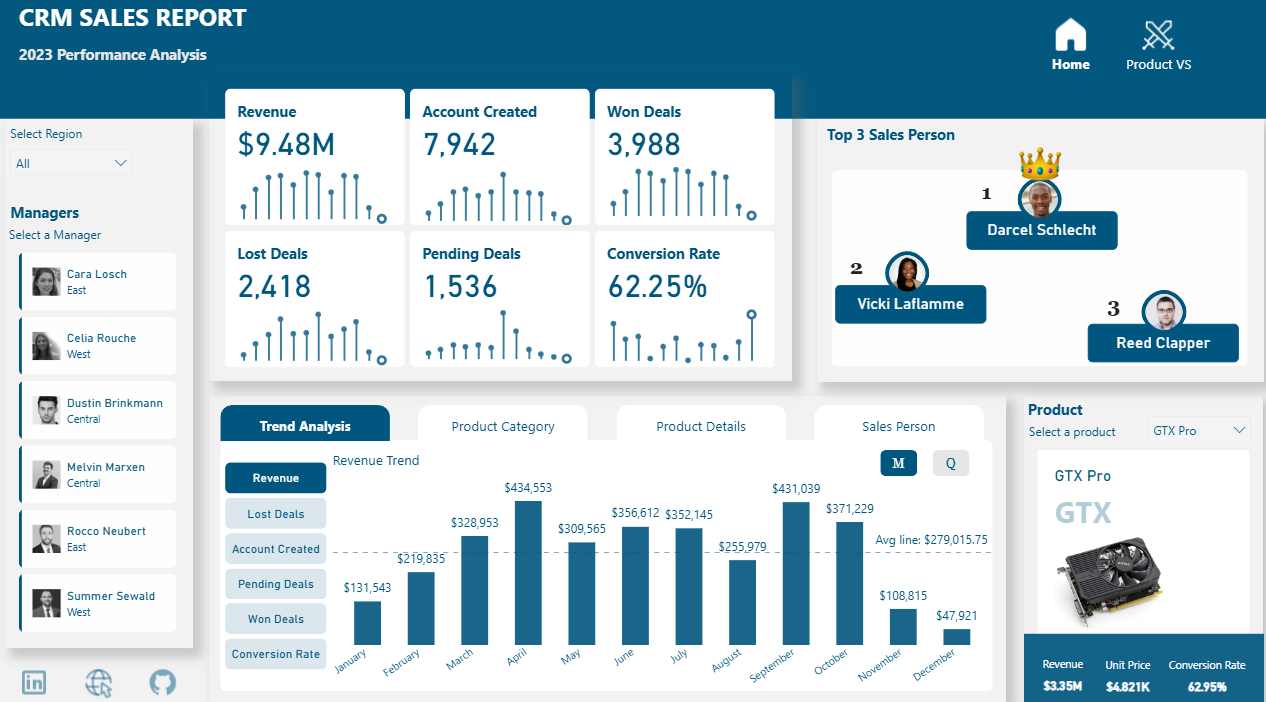 CRM SALES REPORT
2023 Performance Analysis
Home
Product VS
Select Region
All
Managers
Select a Manager
Cara Losch
East
Celia Rouche
West
Dustin Brinkmann
Central
Melvin Marxen
Central
Rocco Neubert
East
Summer Sewald
West
Revenue
$9.48M
Account Created
7,942
Won Deals
3,988
Lost Deals
2,418
Pending Deals
1,536
Conversion Rate
62.25%
Top 3 Sales Person
1
Darcel Schlecht
2
Vicki Laflamme
3
Reed Clapper
Trend Analysis
Product Category
Product Details
Sales Person
Revenue
Lost Deals
Account Created
Pending Deals
Won Deals
Conversion Rate
Revenue Trend
M
Q
$131,543
$219,835
$328,953
$434,553
$309,565
$356,612
$352,145
$255,979
$431,039
$371,229
$108,815
$47,921
Avg line: $279,015.75
January
February
March
April
May
June
July
August
September
October
November
December
Product
Select a product
GTX Pro
GTX Pro
GTX
Revenue
$3.35M
Unit Price
$4.821K
Conversion Rate
62.95%
in